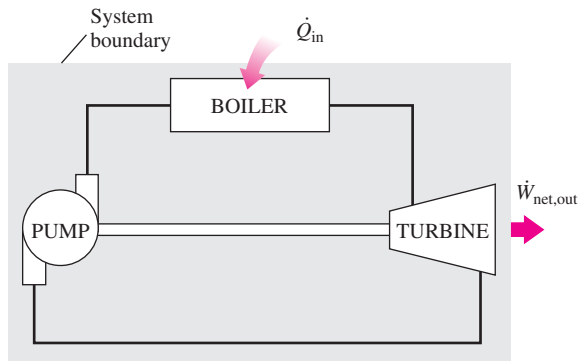 System
boundary
Q̇in
BOILER
PUMP
TURBINE
Ẇnet,out